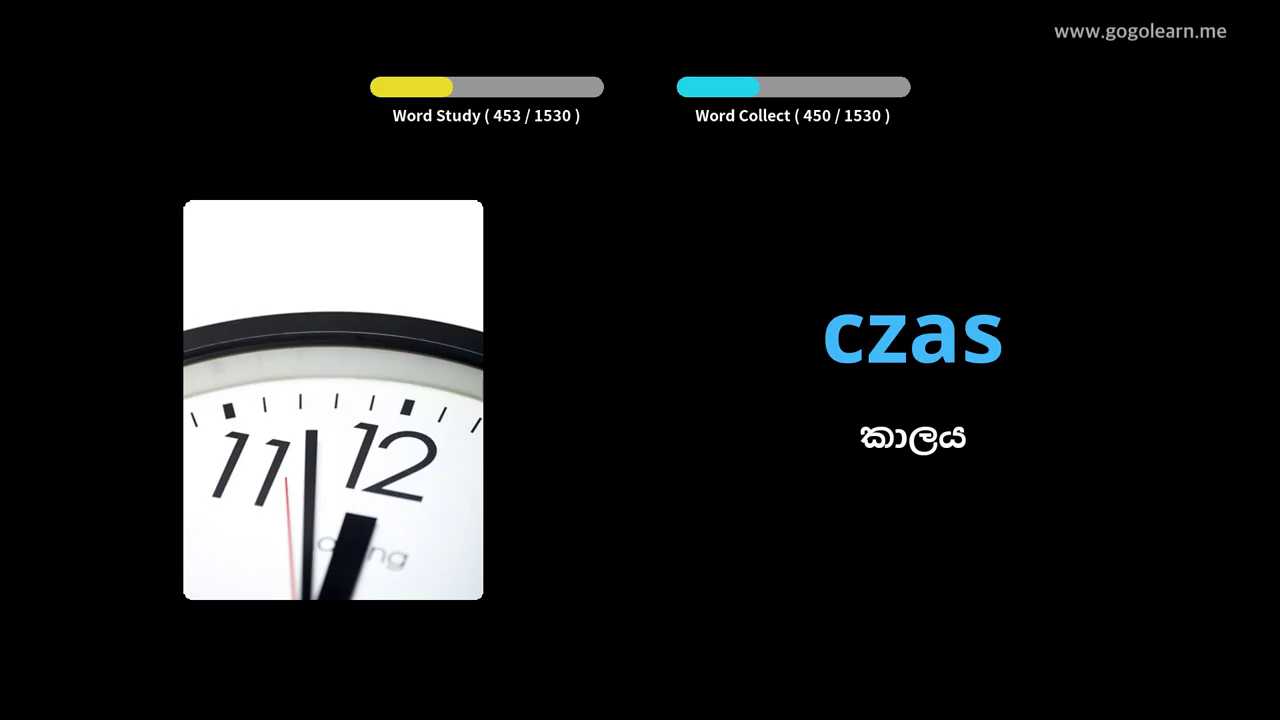 www.gogolearn.me
Word Study ( 453 / 1530 )
Word Collect ( 450 / 1530 )
11 12
czas
කාලය